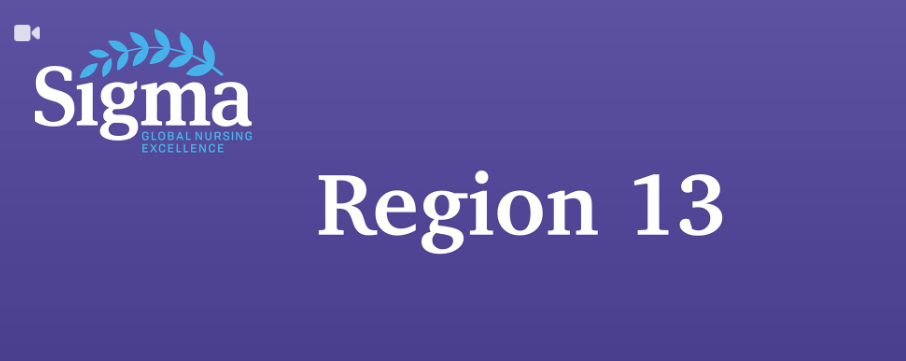 Sigma
GLOBAL NURSING
EXCELLENCE
Region 13